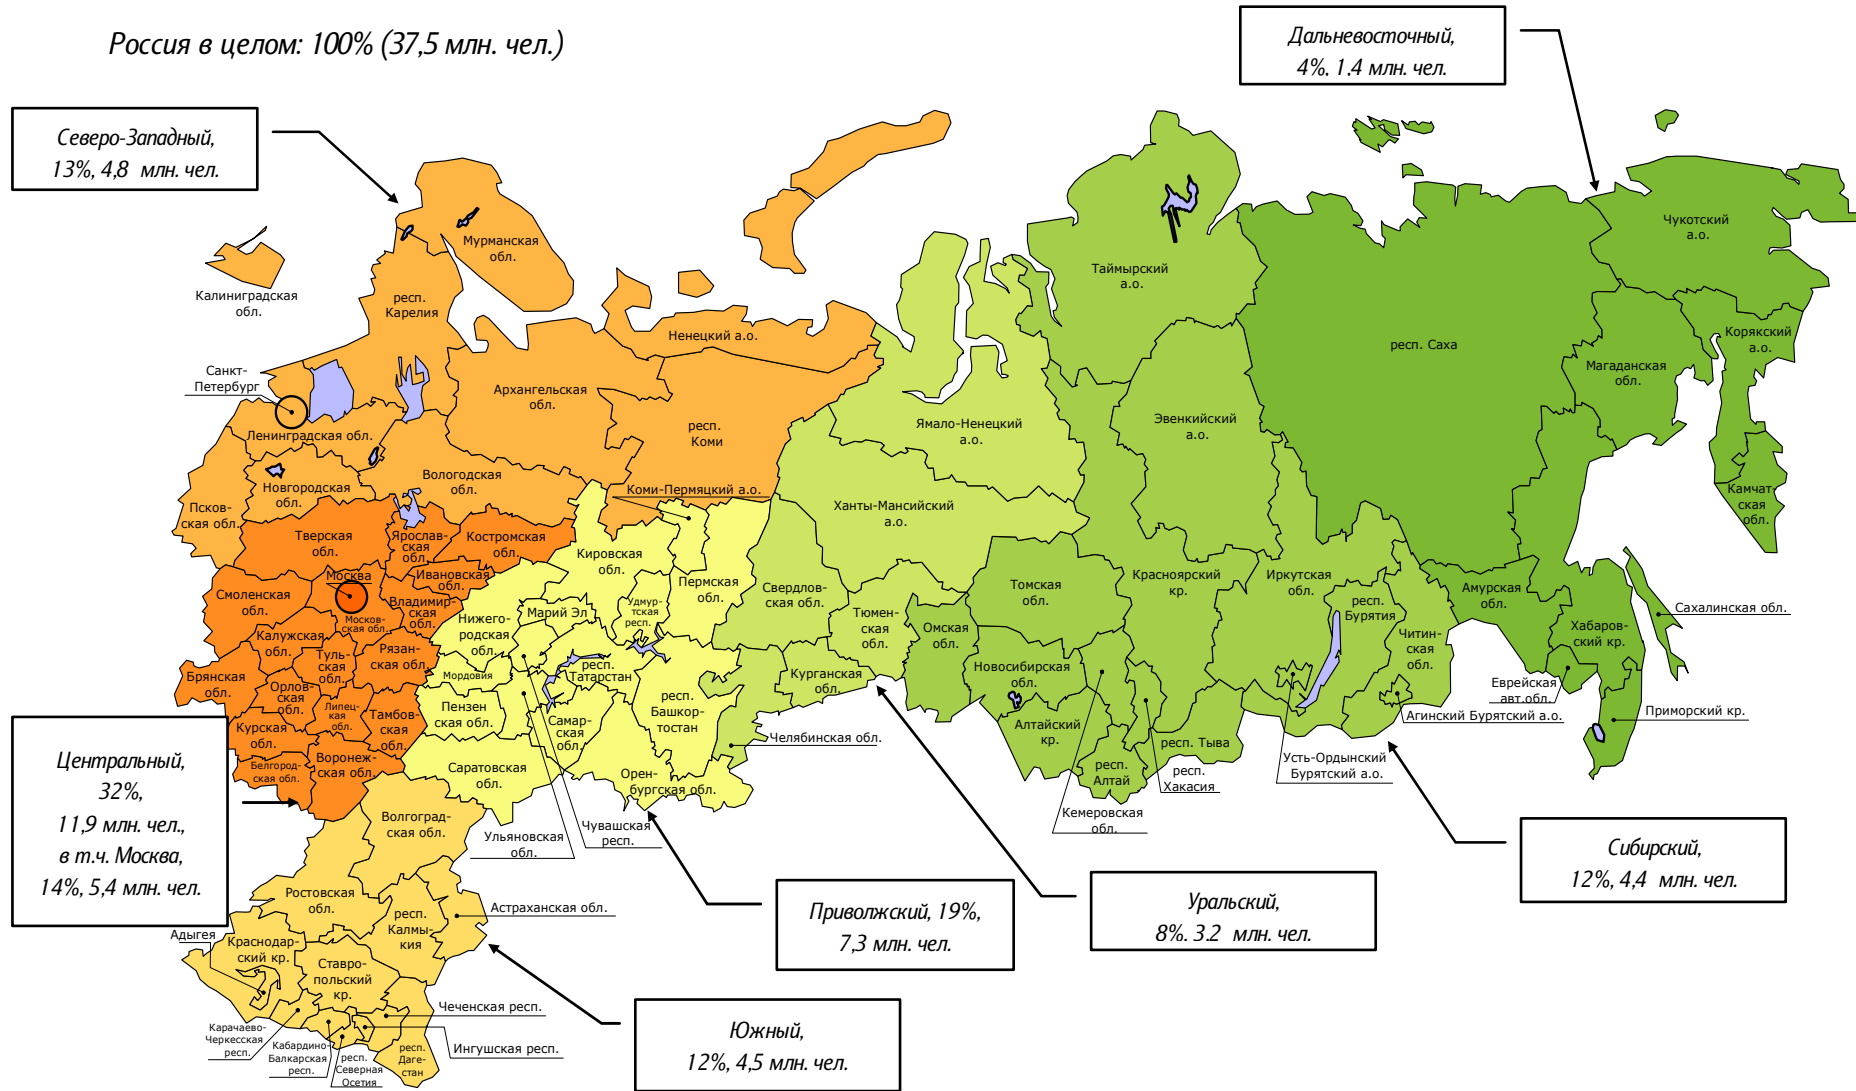 Россия в целом: 100% (37,5 млн. чел.)
Дальневосточный,
4%. 1.4 млн. чел.
Северо-Западный,
13%, 4,8 млн. чел.
Мурманская
обл.
Калиниградская
обл.
респ.
Карелия
Ненецкий а.о.
Таймырский
а.о.
Чукотский
а.о.
Корякский
а.о.
респ. Саха
Магаданская
обл.
Санкт-
Петербург
Архангельская
обл.
респ.
Коми
Ямало-Ненецкий
а.о.
Эвенкийский
а.о.
Ленинградская обл.
Новгородская
обл.
Вологодская
обл.
Коми-Пермяцкий а.о.
Ханты-Мансийский
а.о.
Камчат-
ская
обл.
Псков-
ская обл.
Тверская
обл.
Ярослав-
ская
обл.
Костромская
обл.
Кировская
обл.
Пермская
обл.
Свердлов-
ская обл.
Томская
обл.
Красноярский
кр.
Иркутская
обл.
Амурская
обл.
Сахалинская обл.
Москва
Ивановская
обл.
Смоленская
обл.
Владимир-
ская
обл.
Москов-
ская обл.
Нижего-
родская
обл.
Марий Эл
Удмур-
тская
респ.
Тюмен-
ская
обл.
Омская
обл.
респ.
Бурятия
Читин-
ская
обл.
Хабаров-
ский кр.
Калужская
обл.
Туль-
ская
обл.
Рязан-
ская обл.
Мордовия
респ.
Татарстан
Курганская
обл.
Новосибирская
обл.
Еврейская
авт.обл.
Брянская
обл.
Орлов-
ская
обл.
Липец-
кая
обл.
Тамбов-
ская
обл.
Пензен
ская обл.
Самар-
ская
обл.
респ.
Башкор-
тостан
Алтайский
кр.
Агинский Бурятский а.о.
Приморский кр.
Курская
обл.
Белгород-
ская обл.
Воронеж-
ская обл.
Саратовская
обл.
Орен-
бургская обл.
Челябинская обл.
респ.
Алтай
респ. Тыва
респ.
Хакасия
Усть-Ордынский
Бурятский а.о.
Центральный,
32%,
11,9 млн. чел.,
в т.ч. Москва,
14%, 5,4 млн. чел.
Волгоград-
ская обл.
Ульяновская
обл.
Чувашская
респ.
Кемеровская
обл.
Сибирский,
12%, 4,4 млн. чел.
Ростовская
обл.
респ.
Калмы-
кия
Астраханская обл.
Приволжский, 19%,
7,3 млн. чел.
Уральский,
8%. 3.2 млн. чел.
Адыгея
Краснодар-
ский кр.
Ставро-
польский
кр.
Чеченская респ.
Карачаево-
Черкесская
респ.
Кабардино-
Балкарская
респ.
респ.
Северная
Осетия
респ.
Даге-
стан
Ингушская респ.
Южный,
12%, 4,5 млн. чел.